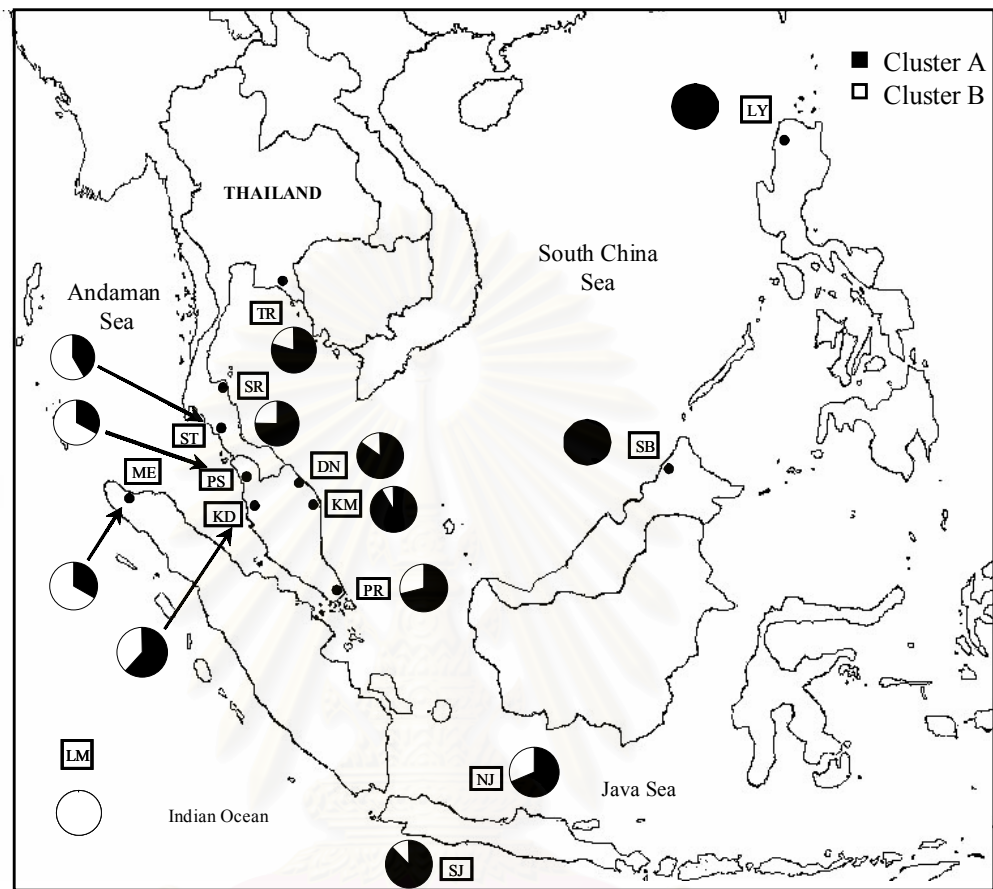 Cluster A
Cluster B
LY
THAILAND
South China
Sea
Andaman
Sea
TR
SR
ST
SB
DN
ME
PS
KM
KD
PR
LM
NJ
Java Sea
Indian Ocean
SJ